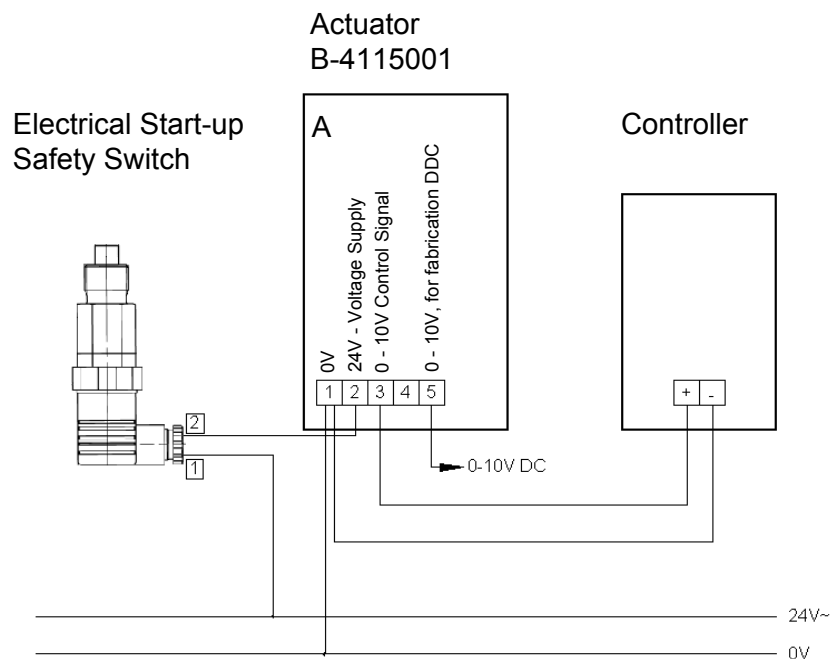 Actuator
B-4115001
Electrical Start-up
Safety Switch
A
Controller
0V
24V - Voltage Supply
0 - 10V Control Signal
0 - 10V, for fabrication DDC
1 2 3 4 5
+ -
2
1
0-10V DC
24V~
0V